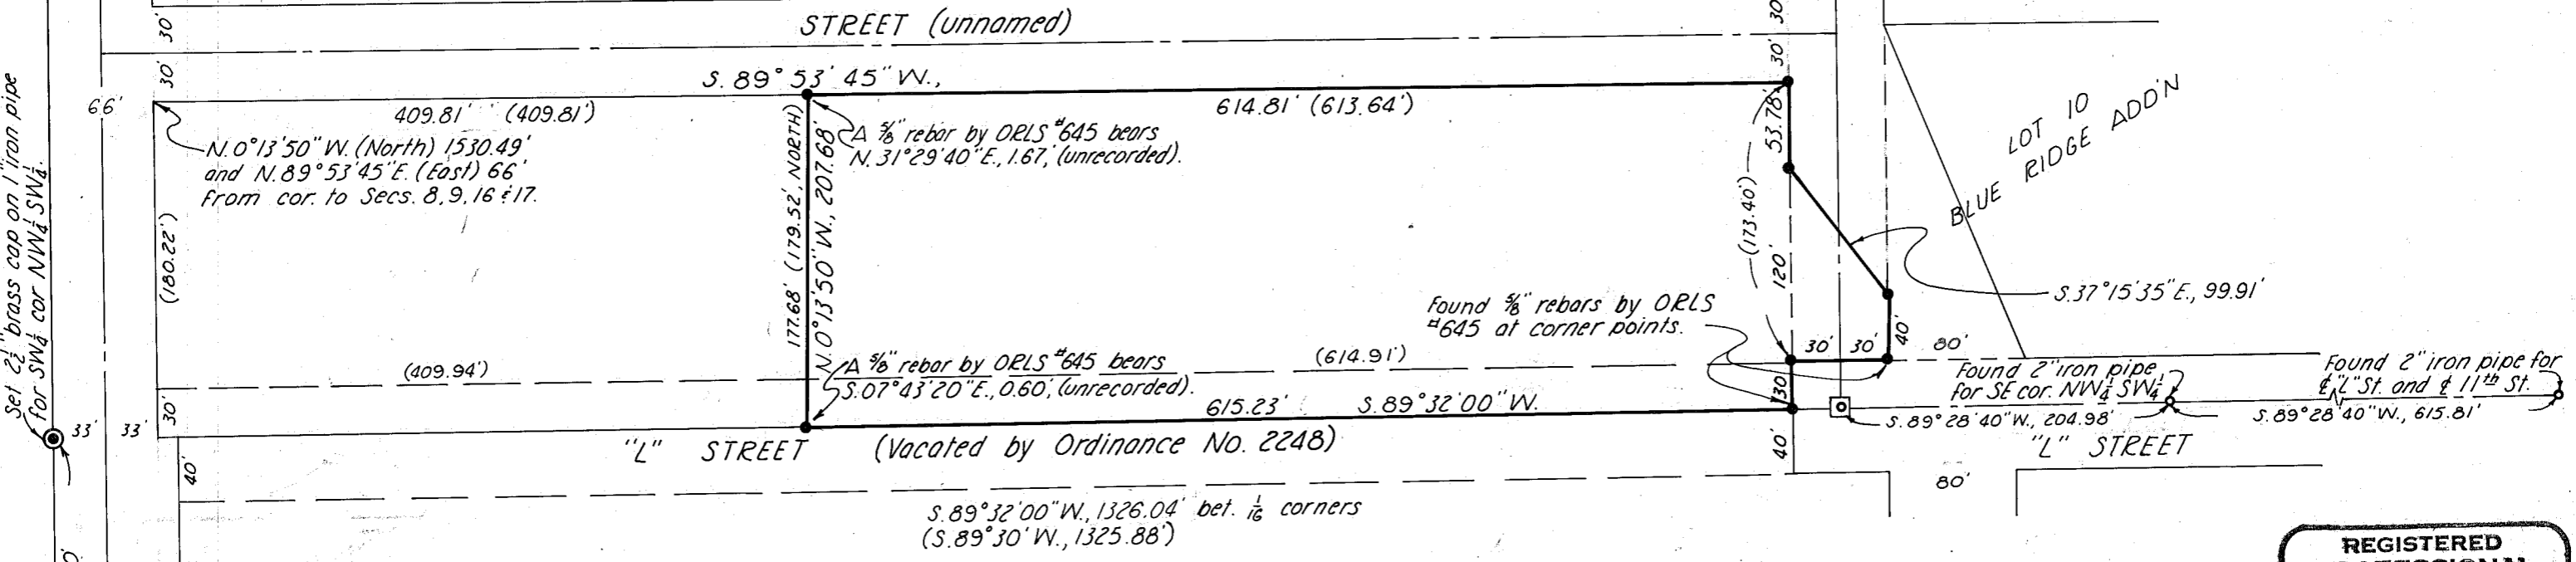 30'
STREET (unnamed)
30'
30'
30'
S. 89° 53' 45" W.,
66'
409.81' (409.81)
614.81' (613.64')
N. 0°13'50" W. (North) 1530.49'
and N. 89°53'45" E. (East) 66'
from cor. to Secs. 8, 9, 16 & 17.
A 5/8" rebar by ORLS #645 bears
N. 31°29'40" E., 1.67, (unrecorded).
Set 2 1/2" brass cap on 1" iron pipe
for SW 1/4 cor NW 1/4 SW 1/4.
(180.22')
177.68' (179.52', NORTH)
N. 0°13'50" W., 207.68'
53.78'
(173.40')
120'
LOT 10
BLUE RIDGE ADD'N
S. 37°15'35" E., 99.91'
Found 5/8" rebars by ORLS
#645 at corner points.
30' 30' 40' 80'
(409.94')
(614.91')
A 5/8" rebar by ORLS #645 bears
S. 07°43'20" E., 0.60', (unrecorded).
Found 2" iron pipe
for SE cor. NW 1/4 SW 1/4
Found 2" iron pipe for
℄ "L" St. and ℄ 11th St.
30'
30'
615.23' S. 89°32'00" W.
S. 89°28'40" W., 204.98'
S. 89°28'40" W., 615.81'
33' 33'
"L" STREET (Vacated by Ordinance No. 2248)
"L" STREET
40'
40'
80'
S. 89°32'00" W., 1326.04' bet. 1/16 corners
(S. 89°30' W., 1325.88')
REGISTERED